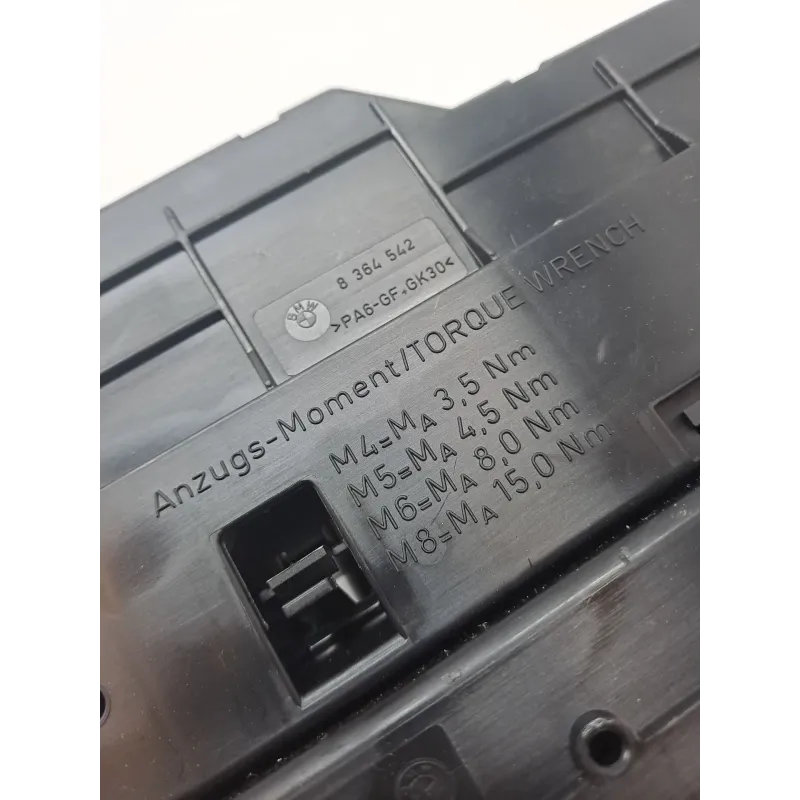 8 364 542
BMW
>PA6-GF+GK30<
Anzugs-Moment/TORQUE WRENCH
M4=MA 3,5 Nm
M5=MA 4,5 Nm
M6=MA 8,0 Nm
M8=MA 15,0 Nm